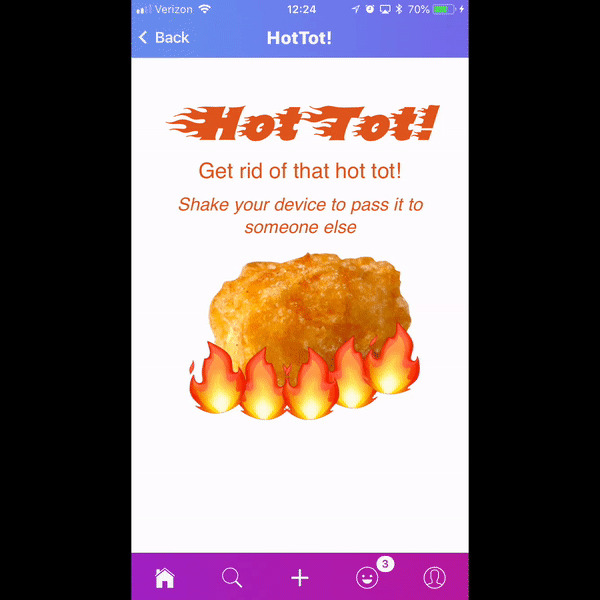 Verizon 12:24 70%
Back HotTot!
Hot Tot!
Get rid of that hot tot!
Shake your device to pass it to
someone else
3